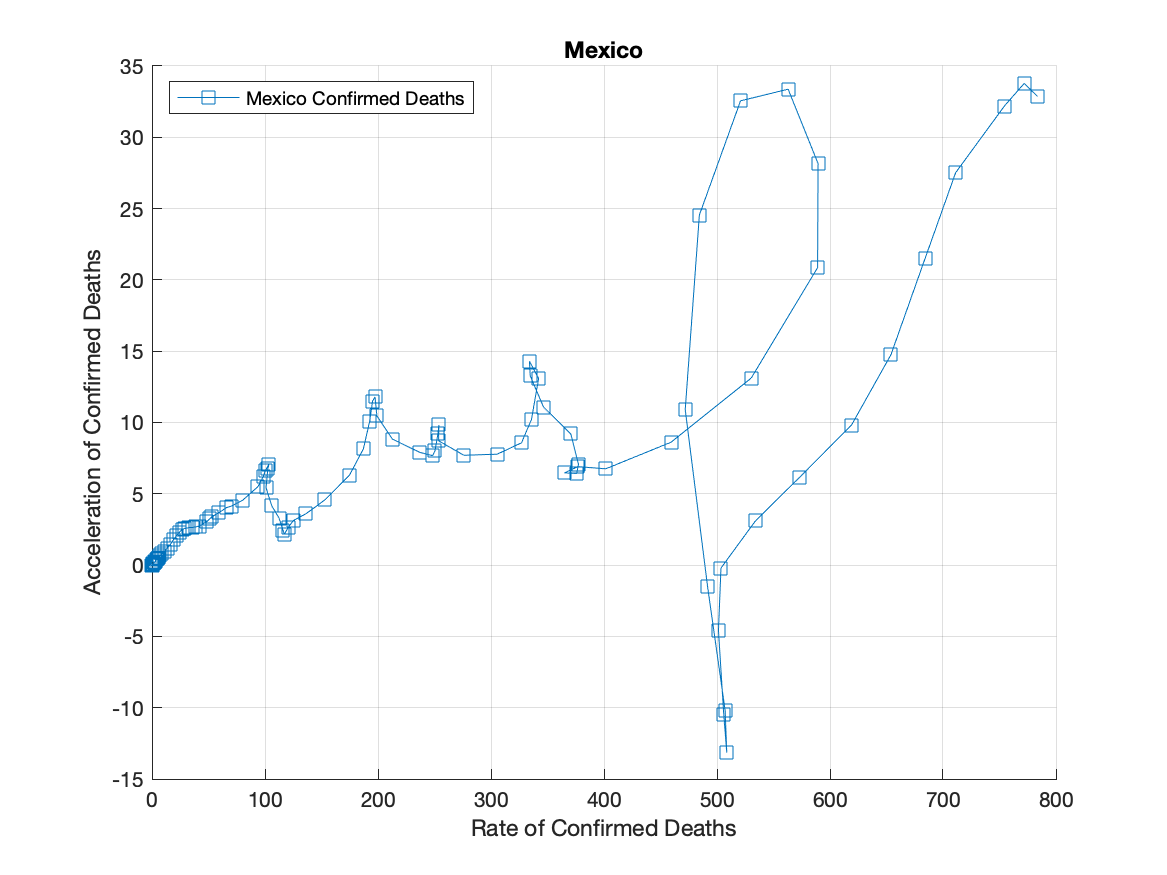 Mexico
Mexico Confirmed Deaths
Acceleration of Confirmed Deaths
35
30
25
20
15
10
5
0
-5
-10
-15
0 100 200 300 400 500 600 700 800
Rate of Confirmed Deaths